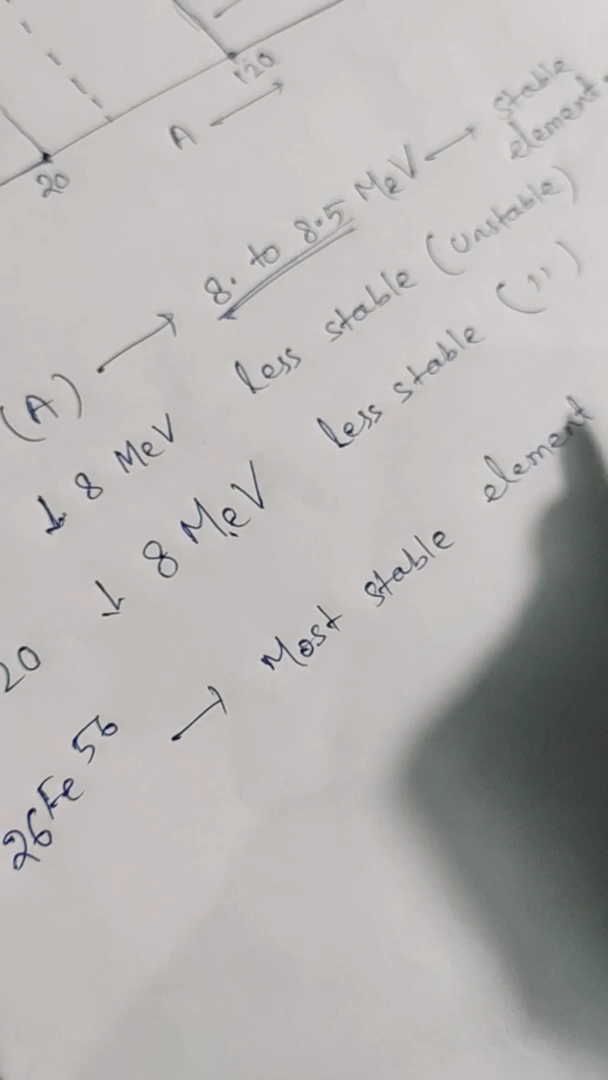 20 120
A →
(A) → 8. to 8.5 MeV → stable element.
↓ 8 MeV less stable (unstable)
20 ↓ 8 MeV less stable (")
26Fe56 → Most stable element